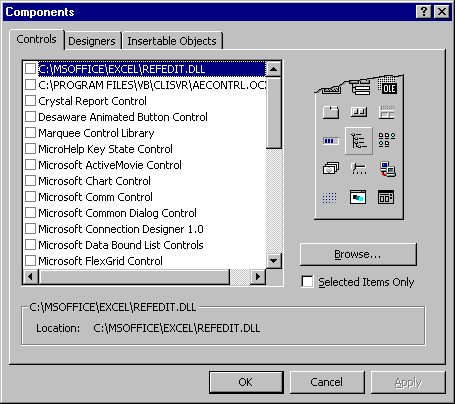 Components
Controls
Designers
Insertable Objects
C:\MSOFFICE\EXCEL\REFEDIT.DLL
C:\PROGRAM FILES\VB\CLISVR\AECONTRL.OCX
Crystal Report Control
Desaware Animated Button Control
Marquee Control Library
MicroHelp Key State Control
Microsoft ActiveMovie Control
Microsoft Chart Control
Microsoft Comm Control
Microsoft Common Dialog Control
Microsoft Connection Designer 1.0
Microsoft Data Bound List Controls
Microsoft FlexGrid Control
OLE
Browse...
Selected Items Only
C:\MSOFFICE\EXCEL\REFEDIT.DLL
Location: C:\MSOFFICE\EXCEL\REFEDIT.DLL
OK
Cancel
Apply